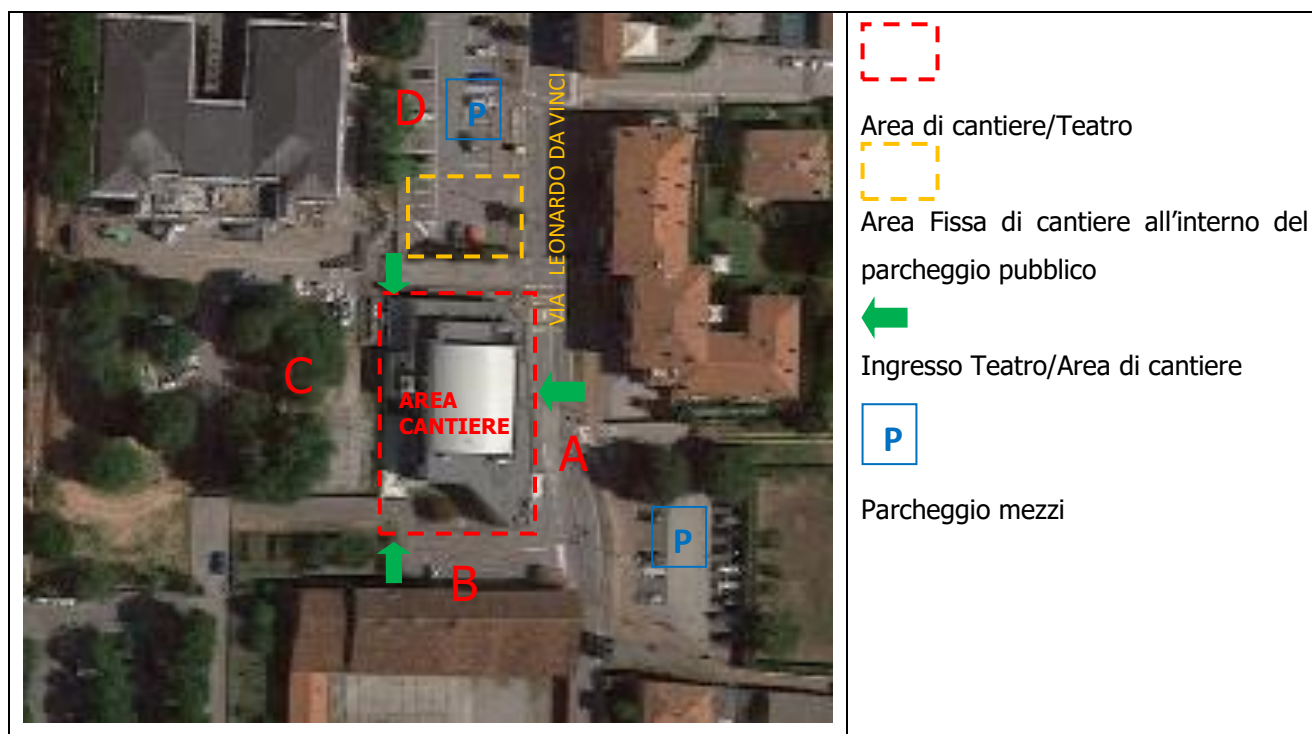 D
P
VIA LEONARDO DA VINCI
C
AREA
CANTIERE
A
P
B
Area di cantiere/Teatro
Area Fissa di cantiere all'interno del
parcheggio pubblico
Ingresso Teatro/Area di cantiere
P
Parcheggio mezzi